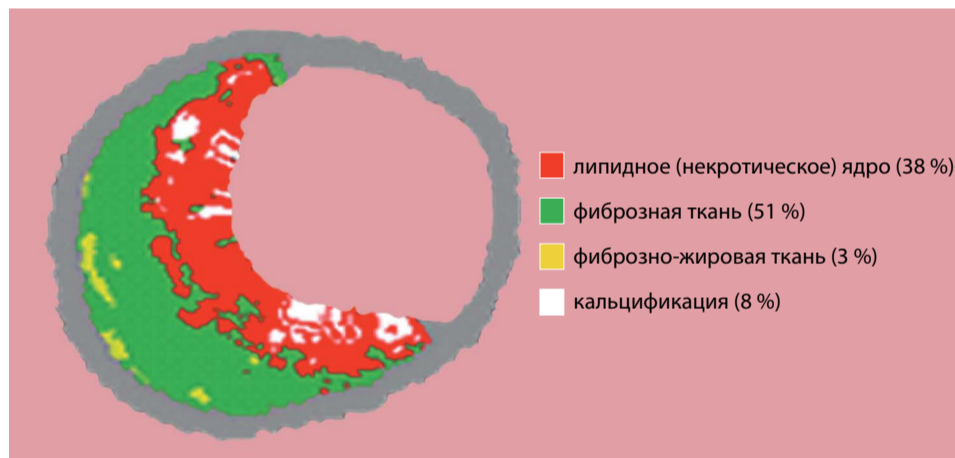 липидное (некротическое) ядро (38 %)
фиброзная ткань (51 %)
фиброзно-жировая ткань (3 %)
кальцификация (8 %)